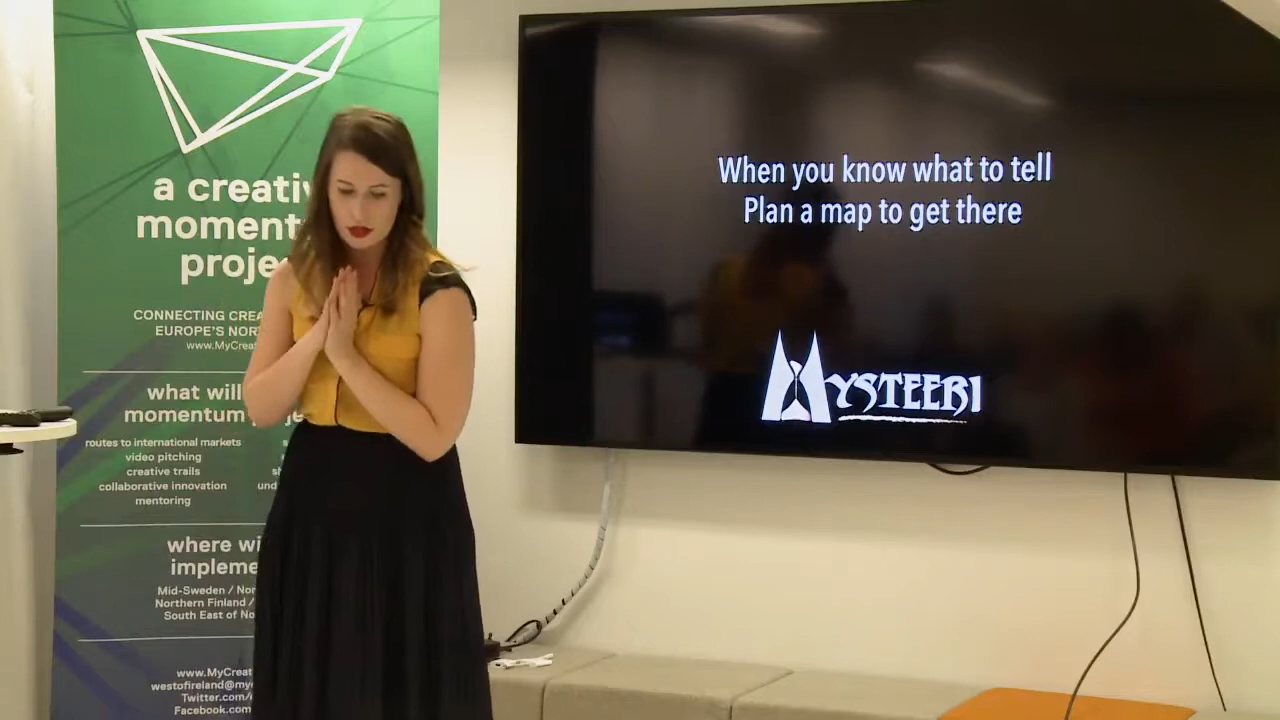 a creativ
moment
proje
CONNECTING CREA
EUROPE'S NOR
www.MyCreat
what will
momentum
routes to international markets
video pitching
creative trails
collaborative innovation
mentoring
where wi
impleme
Mid-Sweden / Nor
Northern Finland /
South East of No
www.MyCreat
westofireland@my
Twitter.com/
Facebook.com
When you know what to tell
Plan a map to get there
MYSTEERI